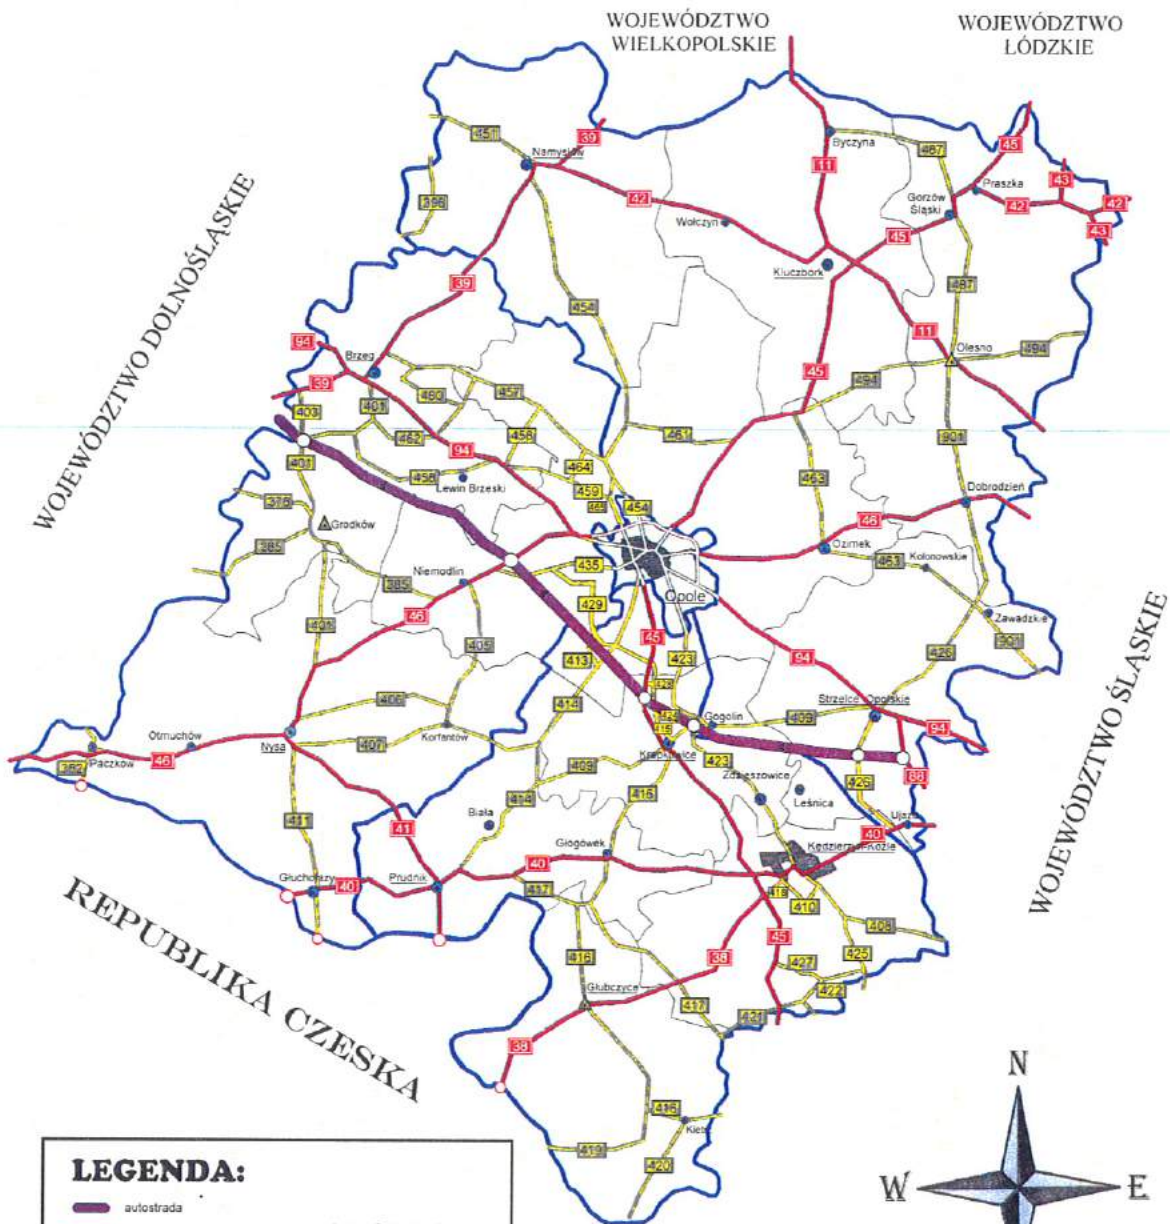 WOJEWÓDZTWO
WIELKOPOLSKIE
WOJEWÓDZTWO
ŁÓDZKIE
WOJEWÓDZTWO DOLNOŚLĄSKIE
WOJEWÓDZTWO ŚLĄSKIE
REPUBLIKA CZESKA
39
451
Namysłów
396
42
Wołczyn
11
Byczyna
487
45
Praszka
43
42
42
43
Gorzów
Śląski
45
Kluczbork
39
454
487
11
94
Brzeg
39
403
401
480
457
462
458
94
45
494
Olesno
494
461
901
401
458
Lewin Brzeski
464
459
454
463
Dobrodzień
46
378
Grodków
385
385
Niemodlin
435
429
Opole
Ozimek
463
Kolonowskie
Zawadzkie
901
401
46
405
413
45
423
94
426
406
414
Strzelce Opolskie
409
Gogolin
94
Otmuchów
Nysa
407
Korfantów
Paczków
46
382
409
Krapkowice
423
Zdzieszowice
Leśnica
426
88
Ujazd
411
41
414
Biała
416
Głogówek
40
Kędzierzyn-Koźle
40
Głuchołazy
40
Prudnik
417
418
410
408
45
425
416
38
427
422
Głubczyce
417
421
38
416
Kietrz
419
420
N
W
E
LEGENDA:
autostrada